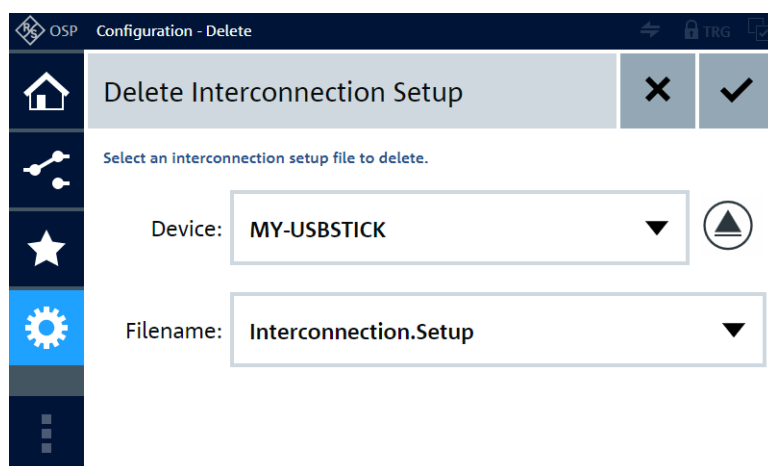 R&S OSP Configuration - Delete TRG
Delete Interconnection Setup
Select an interconnection setup file to delete.
Device: MY-USBSTICK
Filename: Interconnection.Setup